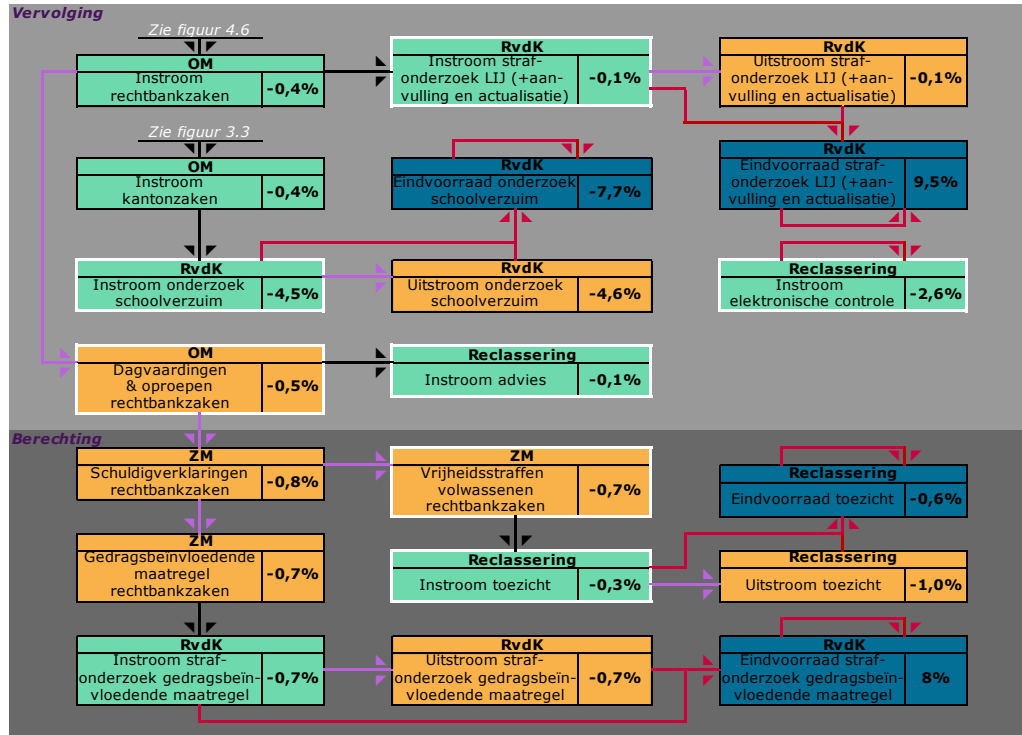 Vervolging
Zie figuur 4.6
OM
Instroom
rechtbankzaken
-0,4%
RvdK
Instroom straf-
onderzoek LIJ (+aan-
vulling en actualisatie)
-0,1%
RvdK
Uitstroom straf-
onderzoek LIJ (+aan-
vulling en actualisatie)
-0,1%
Zie figuur 3.3
OM
Instroom
kantonzaken
-0,4%
RvdK
Eindvoorraad onderzoek
schoolverzuim
-7,7%
RvdK
Eindvoorraad straf-
onderzoek LIJ (+aan-
vulling en actualisatie)
9,5%
RvdK
Instroom onderzoek
schoolverzuim
-4,5%
RvdK
Uitstroom onderzoek
schoolverzuim
-4,6%
Reclassering
Instroom
elektronische controle
-2,6%
OM
Dagvaardingen
& oproepen
rechtbankzaken
-0,5%
Reclassering
Instroom advies
-0,1%
Berechting
ZM
Schuldigverklaringen
rechtbankzaken
-0,8%
ZM
Vrijheidsstraffen
volwassenen
rechtbankzaken
-0,7%
Reclassering
Eindvoorraad toezicht
-0,6%
ZM
Gedragsbeïnvloedende
maatregel
rechtbankzaken
-0,7%
Reclassering
Instroom toezicht
-0,3%
Reclassering
Uitstroom toezicht
-1,0%
RvdK
Instroom straf-
onderzoek gedragsbeïn-
vloedende maatregel
-0,7%
RvdK
Uitstroom straf-
onderzoek gedragsbeïn-
vloedende maatregel
-0,7%
RvdK
Eindvoorraad straf-
onderzoek gedragsbeïn-
vloedende maatregel
8%